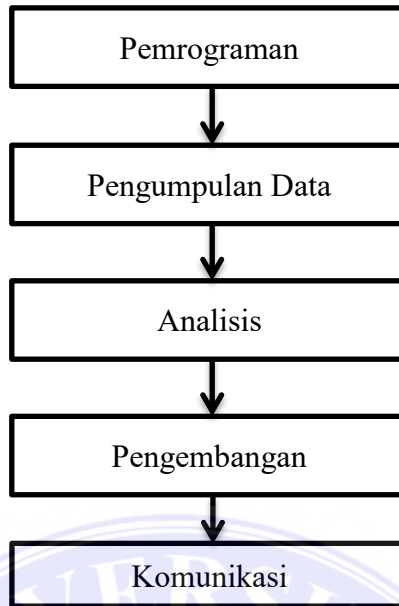 Pemrograman
Pengumpulan Data
Analisis
Pengembangan
Komunikasi